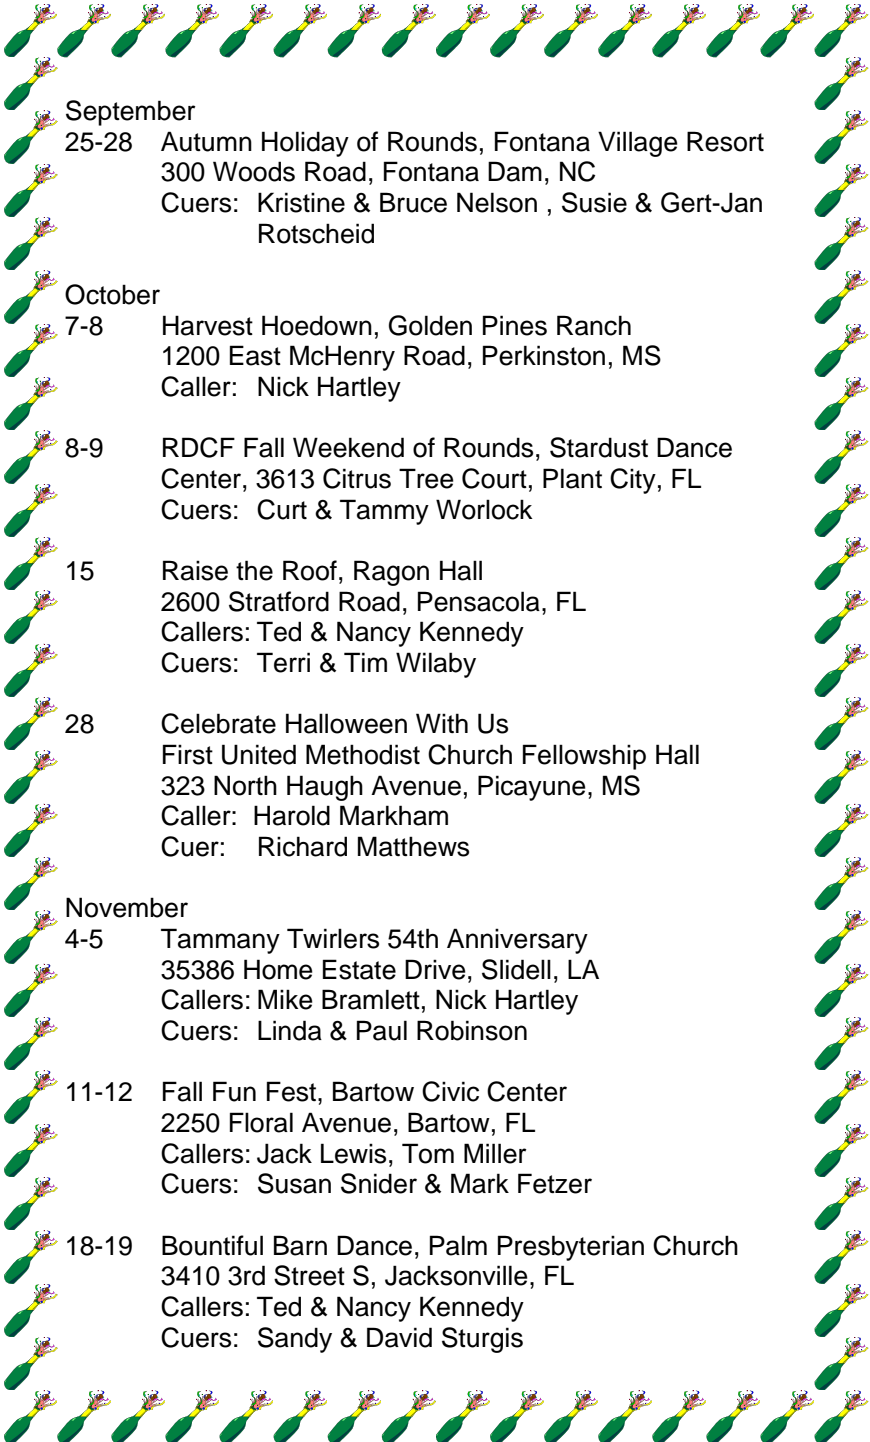 September
25-28 Autumn Holiday of Rounds, Fontana Village Resort
300 Woods Road, Fontana Dam, NC
Cuers: Kristine & Bruce Nelson , Susie & Gert-Jan
Rotscheid
October
7-8 Harvest Hoedown, Golden Pines Ranch
1200 East McHenry Road, Perkinston, MS
Caller: Nick Hartley
8-9 RDCF Fall Weekend of Rounds, Stardust Dance
Center, 3613 Citrus Tree Court, Plant City, FL
Cuers: Curt & Tammy Worlock
15 Raise the Roof, Ragon Hall
2600 Stratford Road, Pensacola, FL
Callers: Ted & Nancy Kennedy
Cuers: Terri & Tim Wilaby
28 Celebrate Halloween With Us
First United Methodist Church Fellowship Hall
323 North Haugh Avenue, Picayune, MS
Caller: Harold Markham
Cuer: Richard Matthews
November
4-5 Tammany Twirlers 54th Anniversary
35386 Home Estate Drive, Slidell, LA
Callers: Mike Bramlett, Nick Hartley
Cuers: Linda & Paul Robinson
11-12 Fall Fun Fest, Bartow Civic Center
2250 Floral Avenue, Bartow, FL
Callers: Jack Lewis, Tom Miller
Cuers: Susan Snider & Mark Fetzer
18-19 Bountiful Barn Dance, Palm Presbyterian Church
3410 3rd Street S, Jacksonville, FL
Callers: Ted & Nancy Kennedy
Cuers: Sandy & David Sturgis